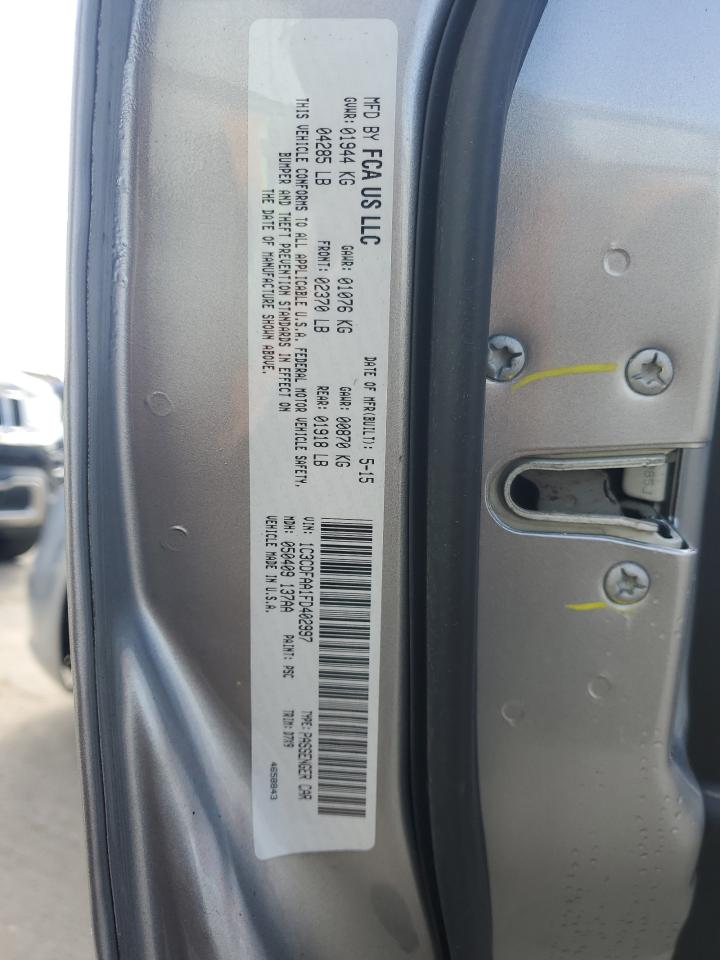 MFD BY FCA US LLC
DATE OF MFR(BUILT): 5-15
GVWR: 01944 KG GAWR: 01076 KG GAWR: 00870 KG
04285 LB FRONT: 02370 LB REAR: 01918 LB
THIS VEHICLE CONFORMS TO ALL APPLICABLE U.S.A. FEDERAL MOTOR VEHICLE SAFETY,
BUMPER AND THEFT PREVENTION STANDARDS IN EFFECT ON
THE DATE OF MANUFACTURE SHOWN ABOVE.
VIN: 1C3CDFAA1FD402997 TYPE: PASSENGER CAR
MDH: 050409 137AA PAINT: PSC TRIM: D7X9
VEHICLE MADE IN U.S.A. 4658843